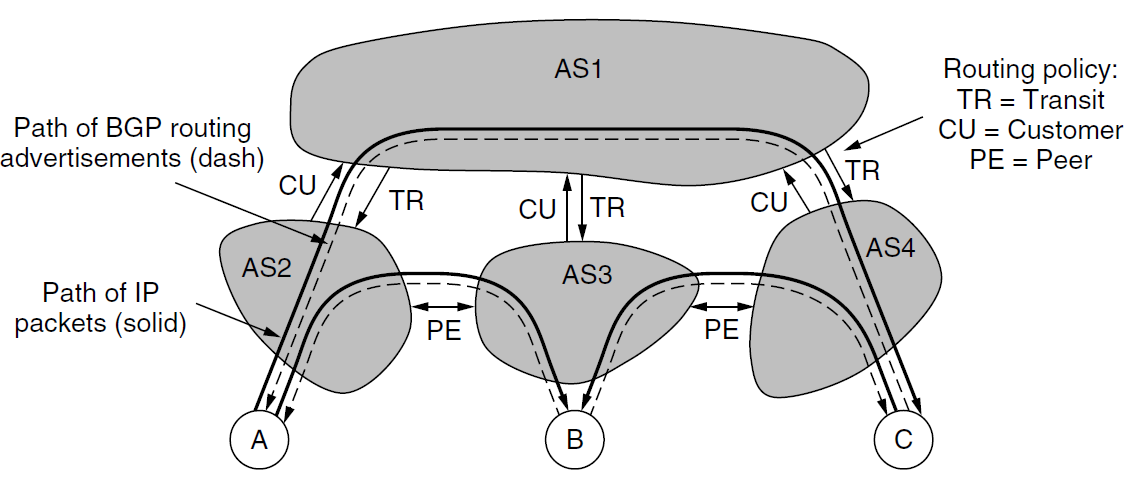 AS1
Routing policy:
TR = Transit
CU = Customer
PE = Peer
Path of BGP routing
advertisements (dash)
CU
TR
CU
TR
CU
TR
AS2
AS3
AS4
Path of IP
packets (solid)
PE
PE
A
B
C